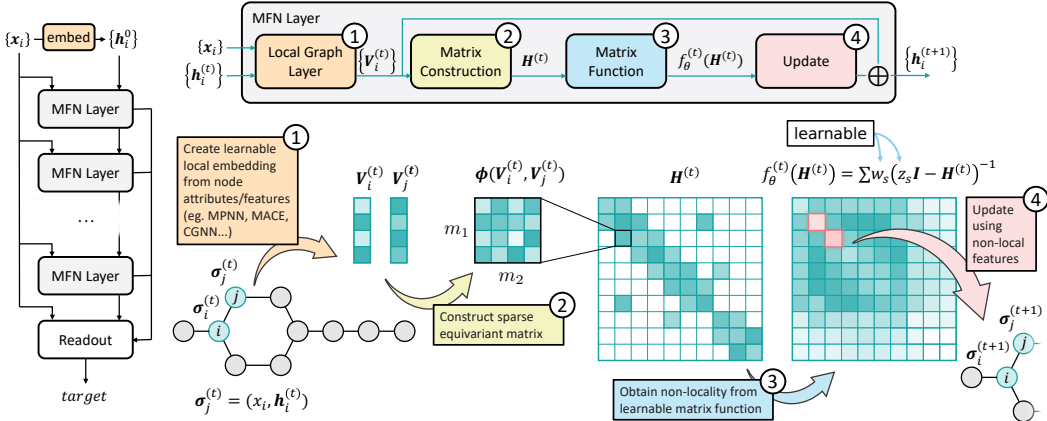 {x_i} embed {h_i^0}
MFN Layer
MFN Layer
...
MFN Layer
Readout
target
MFN Layer
{x_i}
{h_i^(t)}
1
Local Graph
Layer
{V_i^(t)}
2
Matrix
Construction
H^(t)
3
Matrix
Function
f_θ^(t)(H^(t))
4
Update
⊕
{h_i^(t+1)}
1
Create learnable
local embedding
from node
attributes/features
(eg. MPNN, MACE,
CGNN...)
σ_j^(t)
σ_i^(t)
j
i
σ_j^(t) = (x_i, h_i^(t))
V_i^(t) V_j^(t)
ϕ(V_i^(t), V_j^(t))
m_1
m_2
2
Construct sparse
equivariant matrix
H^(t)
3
Obtain non-locality from
learnable matrix function
learnable
f_θ^(t)(H^(t)) = ∑w_s(z_s I − H^(t))^−1
4
Update
using
non-local
features
σ_j^(t+1)
σ_i^(t+1)
j
i